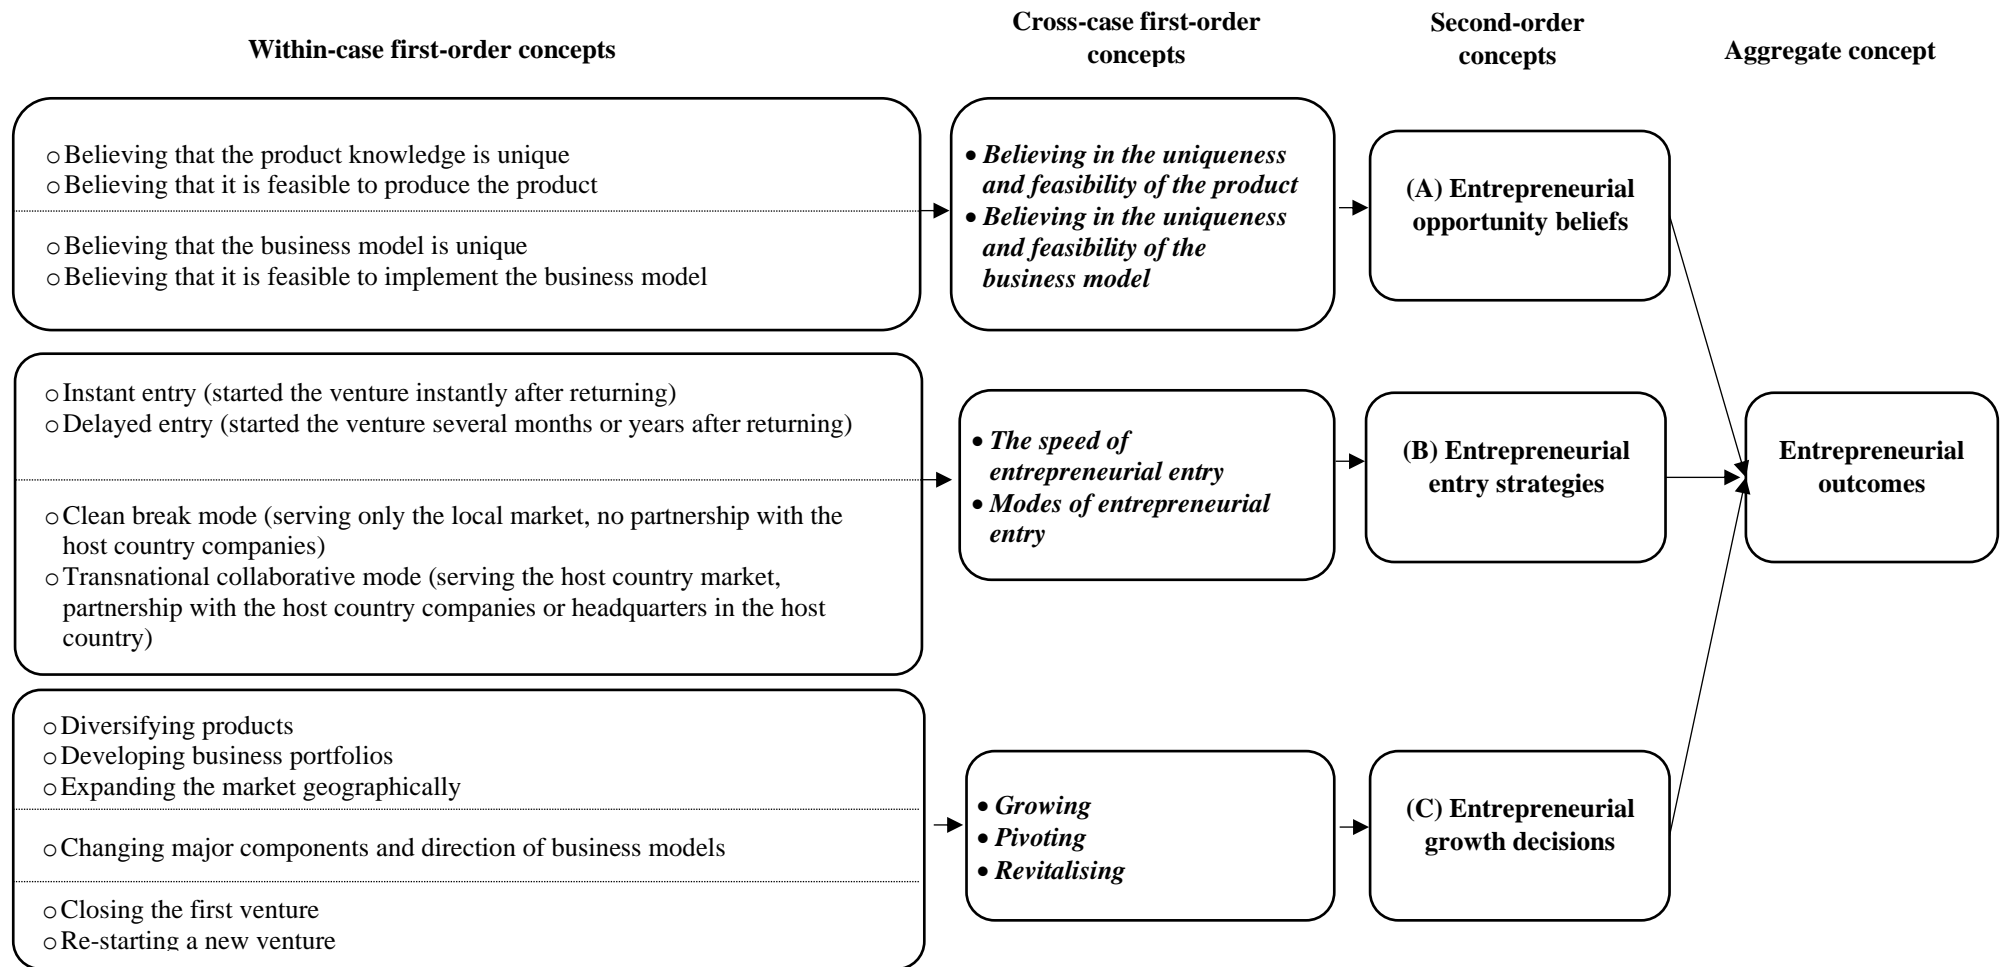 Within-case first-order concepts
Cross-case first-order
concepts
Second-order
concepts
Aggregate concept
o Believing that the product knowledge is unique
o Believing that it is feasible to produce the product
o Believing that the business model is unique
o Believing that it is feasible to implement the business model
• Believing in the uniqueness
and feasibility of the product
• Believing in the uniqueness
and feasibility of the
business model
(A) Entrepreneurial
opportunity beliefs
o Instant entry (started the venture instantly after returning)
o Delayed entry (started the venture several months or years after returning)
o Clean break mode (serving only the local market, no partnership with the
host country companies)
o Transnational collaborative mode (serving the host country market,
partnership with the host country companies or headquarters in the host
country)
• The speed of
entrepreneurial entry
• Modes of entrepreneurial
entry
(B) Entrepreneurial
entry strategies
Entrepreneurial
outcomes
o Diversifying products
o Developing business portfolios
o Expanding the market geographically
o Changing major components and direction of business models
o Closing the first venture
o Re-starting a new venture
• Growing
• Pivoting
• Revitalising
(C) Entrepreneurial
growth decisions